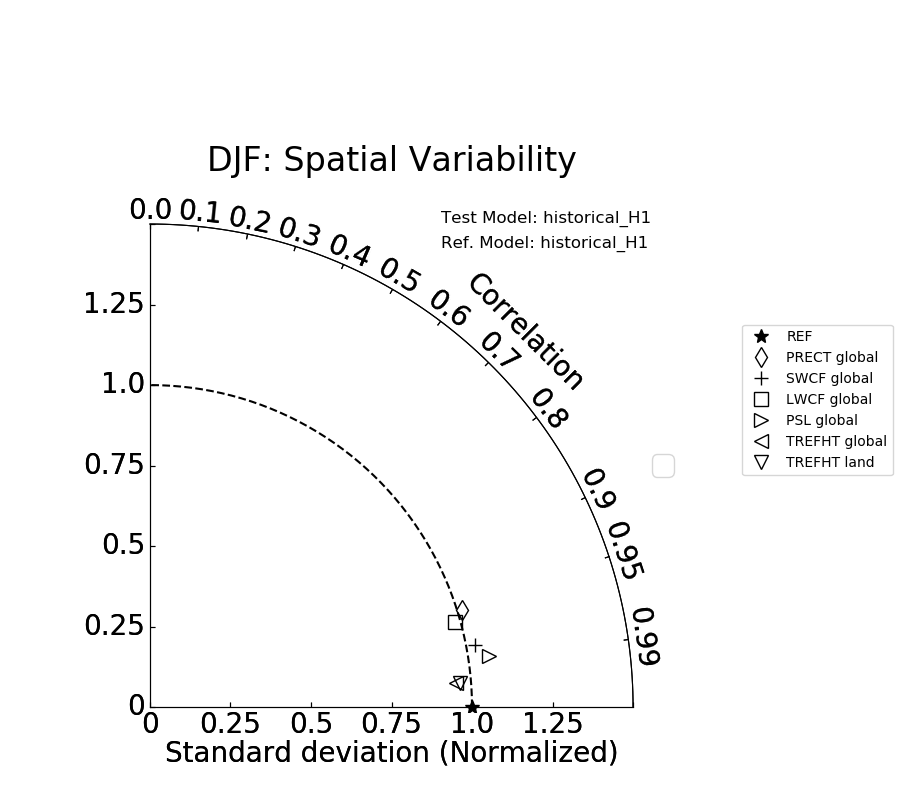 DJF: Spatial Variability
Test Model: historical_H1
Ref. Model: historical_H1
0.0
0.1
0.2
0.3
0.4
0.5
0.6
0.7
0.8
0.9
0.95
0.99
Correlation
1.25
1.0
0.75
0.5
0.25
0
0
0.25
0.5
0.75
1.0
1.25
Standard deviation (Normalized)
REF
PRECT global
SWCF global
LWCF global
PSL global
TREFHT global
TREFHT land